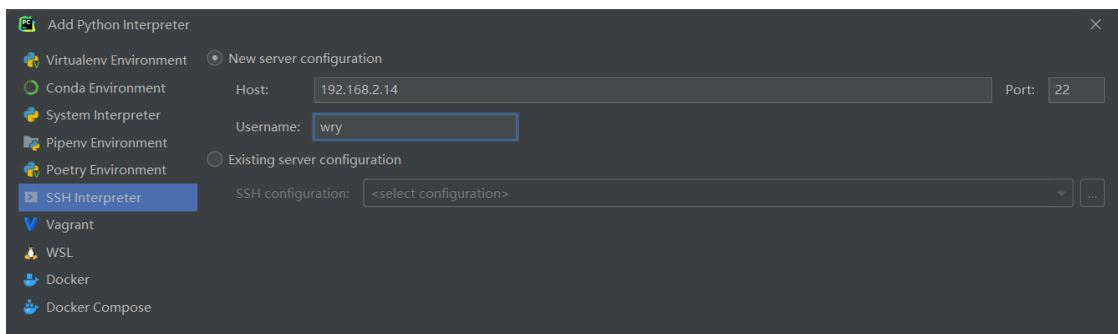 Add Python Interpreter
Virtualenv Environment
Conda Environment
System Interpreter
Pipenv Environment
Poetry Environment
SSH Interpreter
Vagrant
WSL
Docker
Docker Compose
New server configuration
Host: 192.168.2.14 Port: 22
Username: wry
Existing server configuration
SSH configuration: <select configuration> ...